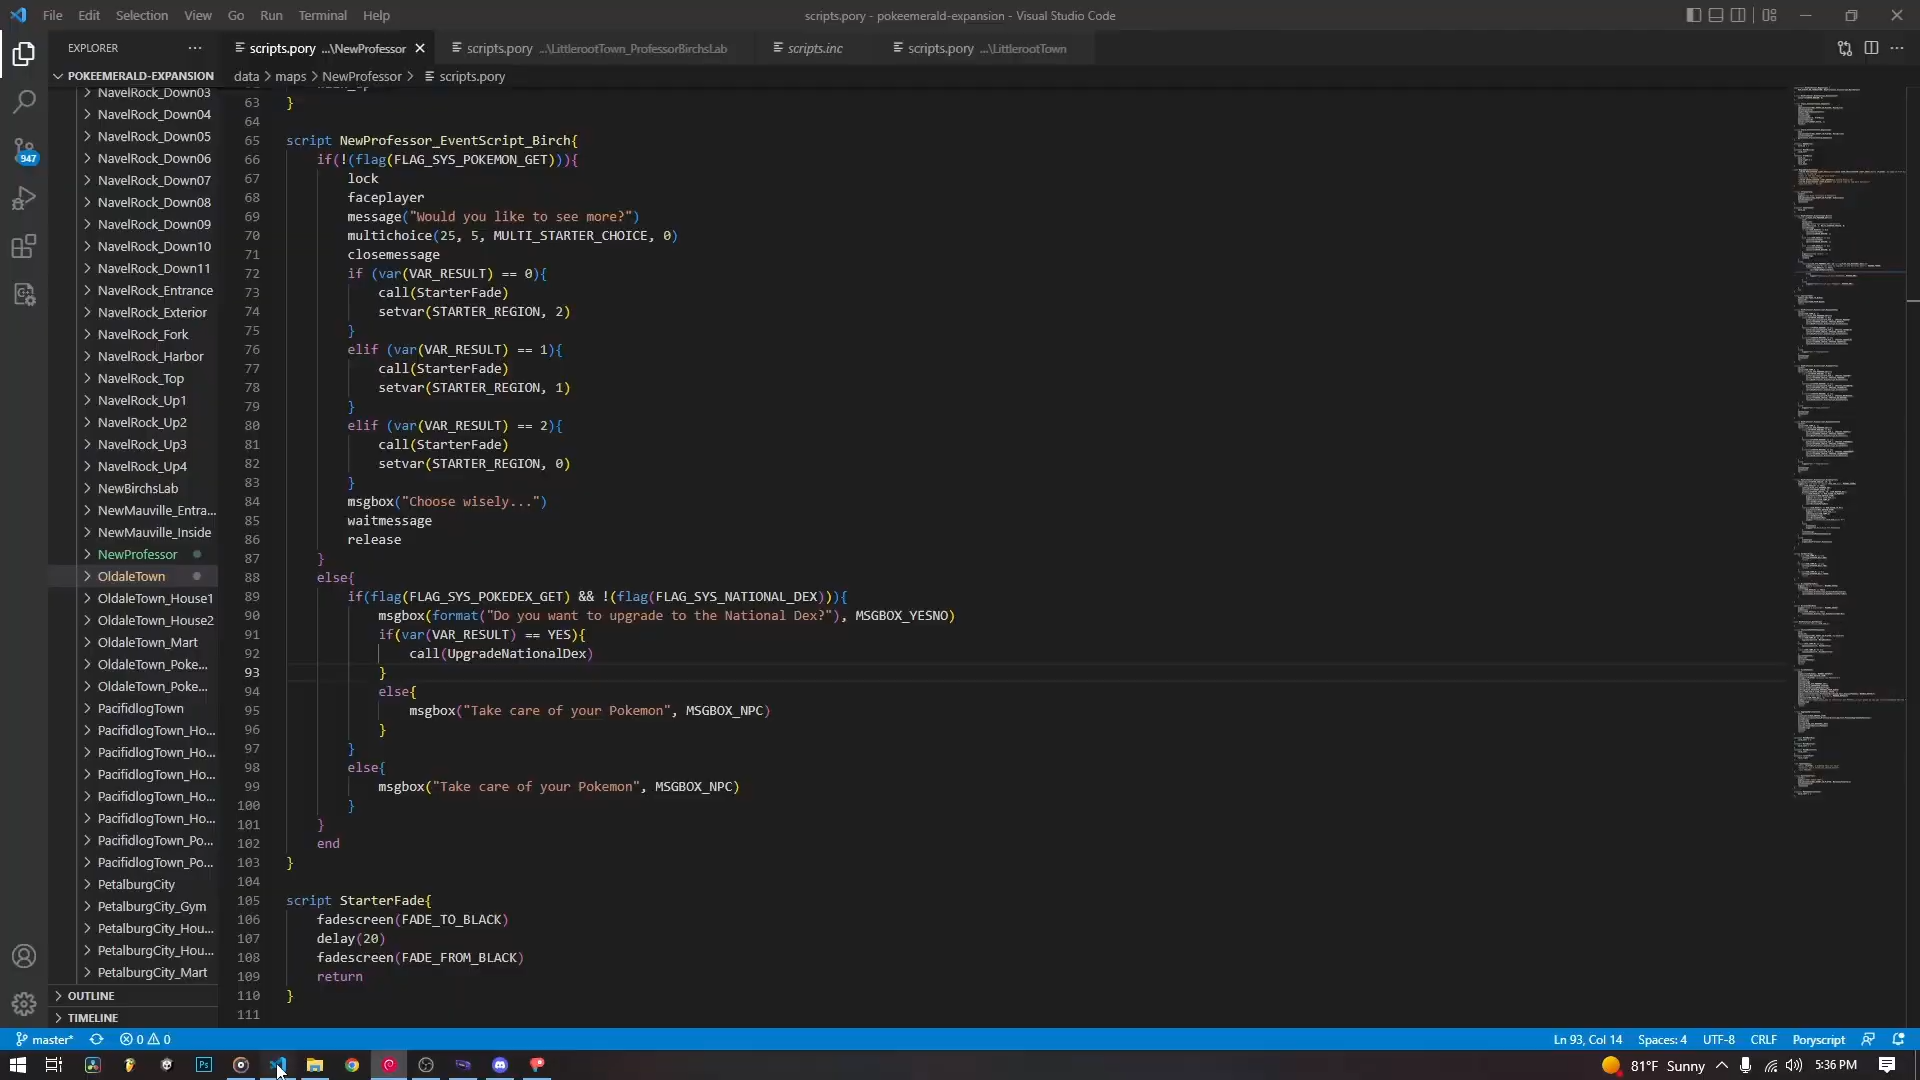 File Edit Selection View Go Run Terminal Help
scripts.pory - pokeemerald-expansion - Visual Studio Code
EXPLORER
scripts.pory ...\NewProfessor
scripts.pory ...\LittlerootTown_ProfessorBirchsLab
scripts.inc
scripts.pory ...\LittlerootTown
POKEEMERALD-EXPANSION
data > maps > NewProfessor > scripts.pory
NavelRock_Down03
NavelRock_Down04
NavelRock_Down05
NavelRock_Down06
NavelRock_Down07
NavelRock_Down08
NavelRock_Down09
NavelRock_Down10
NavelRock_Down11
NavelRock_Entrance
NavelRock_Exterior
NavelRock_Fork
NavelRock_Harbor
NavelRock_Top
NavelRock_Up1
NavelRock_Up2
NavelRock_Up3
NavelRock_Up4
NewBirchsLab
NewMauville_Entra...
NewMauville_Inside
NewProfessor
OldaleTown
OldaleTown_House1
OldaleTown_House2
OldaleTown_Mart
OldaleTown_Poke...
OldaleTown_Poke...
PacifidlogTown
PacifidlogTown_Ho...
PacifidlogTown_Ho...
PacifidlogTown_Ho...
PacifidlogTown_Ho...
PacifidlogTown_Ho...
PacifidlogTown_Po...
PacifidlogTown_Po...
PetalburgCity
PetalburgCity_Gym
PetalburgCity_Hou...
PetalburgCity_Hou...
PetalburgCity_Mart
OUTLINE
TIMELINE
947
63 }
64
65 script NewProfessor_EventScript_Birch{
66 if(!(flag(FLAG_SYS_POKEMON_GET))){
67 lock
68 faceplayer
69 message("Would you like to see more?")
70 multichoice(25, 5, MULTI_STARTER_CHOICE, 0)
71 closemessage
72 if (var(VAR_RESULT) == 0){
73 call(StarterFade)
74 setvar(STARTER_REGION, 2)
75 }
76 elif (var(VAR_RESULT) == 1){
77 call(StarterFade)
78 setvar(STARTER_REGION, 1)
79 }
80 elif (var(VAR_RESULT) == 2){
81 call(StarterFade)
82 setvar(STARTER_REGION, 0)
83 }
84 msgbox("Choose wisely...")
85 waitmessage
86 release
87 }
88 else{
89 if(flag(FLAG_SYS_POKEDEX_GET) && !(flag(FLAG_SYS_NATIONAL_DEX))){
90 msgbox(format("Do you want to upgrade to the National Dex?"), MSGBOX_YESNO)
91 if(var(VAR_RESULT) == YES){
92 call(UpgradeNationalDex)
93 }
94 else{
95 msgbox("Take care of your Pokemon", MSGBOX_NPC)
96 }
97 }
98 else{
99 msgbox("Take care of your Pokemon", MSGBOX_NPC)
100 }
101 }
102 end
103 }
104
105 script StarterFade{
106 fadescreen(FADE_TO_BLACK)
107 delay(20)
108 fadescreen(FADE_FROM_BLACK)
109 return
110 }
111
master* 0 0
Ln 93, Col 14 Spaces: 4 UTF-8 CRLF Poryscript
Ps
81°F Sunny 5:36 PM